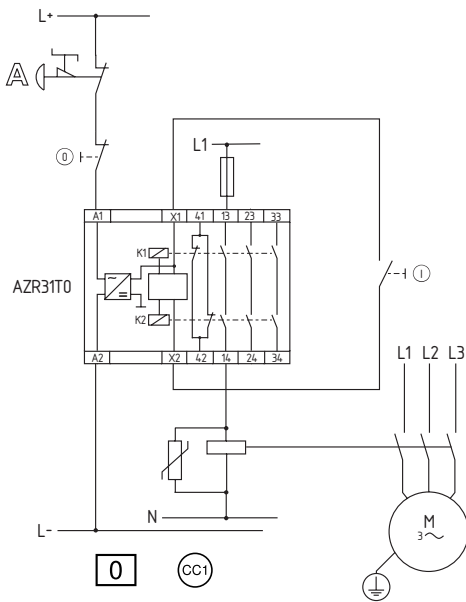 L+
A
0
L1
A1 X1 41 13 23 33
K1
AZR31T0
I
K2
A2 X2 42 14 24 34
L1 L2 L3
N
M
3~
L-
0 CC1